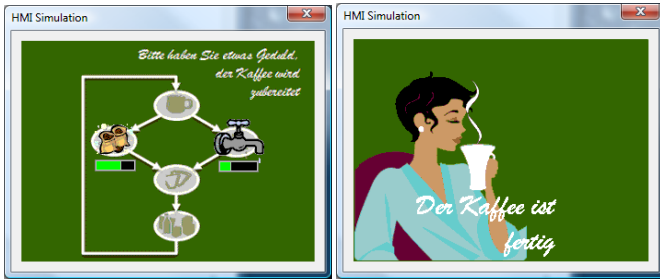 HMI Simulation
Bitte haben Sie etwas Geduld,
der Kaffee wird
zubereitet
HMI Simulation
Der Kaffee ist
fertig